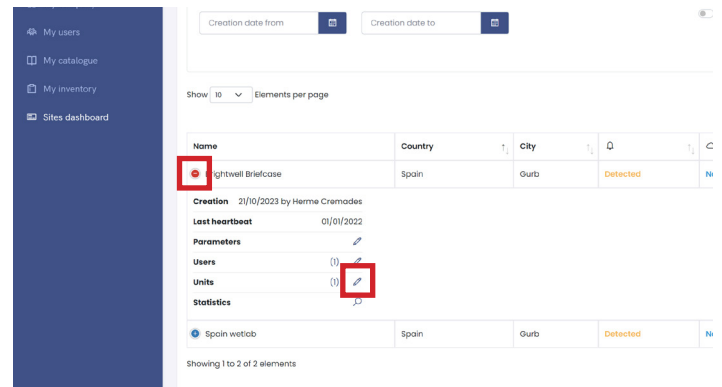 My users
My catalogue
My inventory
Sites dashboard
Creation date from
Creation date to
Show 10 Elements per page
Name Country City
Brightwell Briefcase Spain Gurb Detected
Creation 21/10/2023 by Herme Cremades
Last heartbeat 01/01/2022
Parameters
Users (1)
Units (1)
Statistics
Spain wetlab Spain Gurb Detected
Showing 1 to 2 of 2 elements